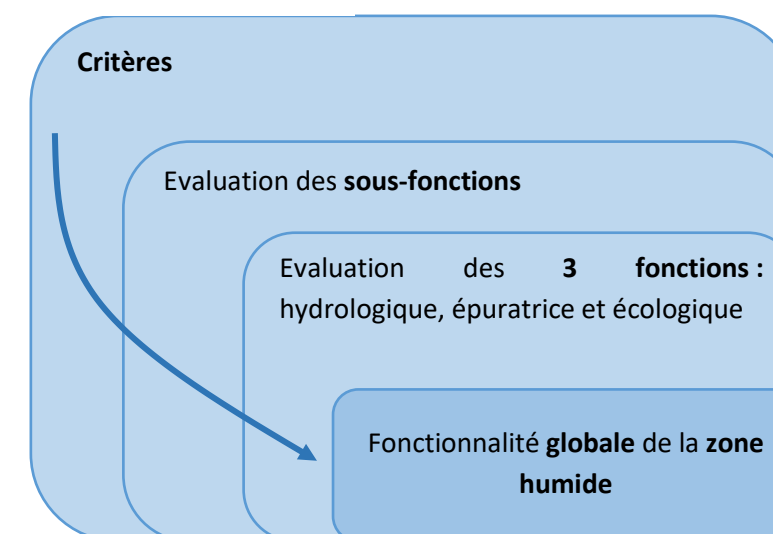 Critères
Evaluation des sous-fonctions
Evaluation des 3 fonctions :
hydrologique, épuratrice et écologique
Fonctionnalité globale de la zone
humide